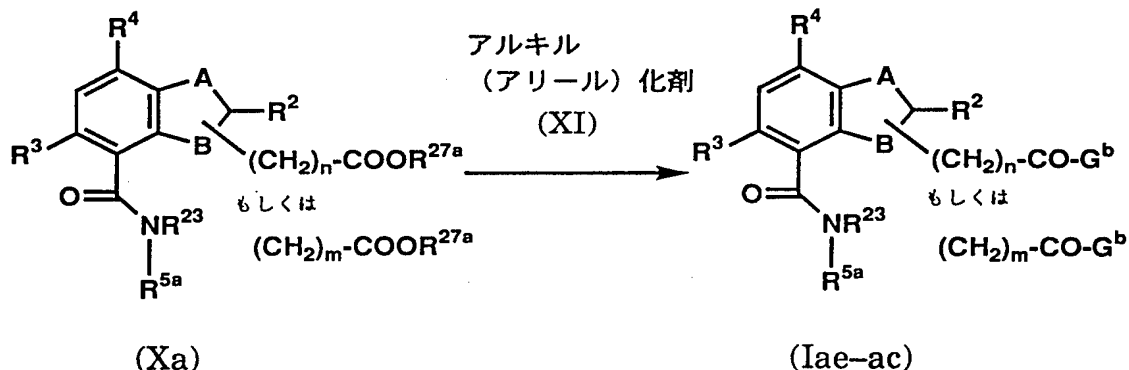 R⁴
A
R²
B
R³
(CH₂)ₙ-COOR²⁷ᵃ
O
もしくは
NR²³
(CH₂)ₘ-COOR²⁷ᵃ
R⁵ᵃ
(Xa)
アルキル
(アリール)化剤
(XI)
R⁴
A
R²
B
R³
(CH₂)ₙ-CO-Gᵇ
O
もしくは
NR²³
(CH₂)ₘ-CO-Gᵇ
R⁵ᵃ
(Iae–ac)